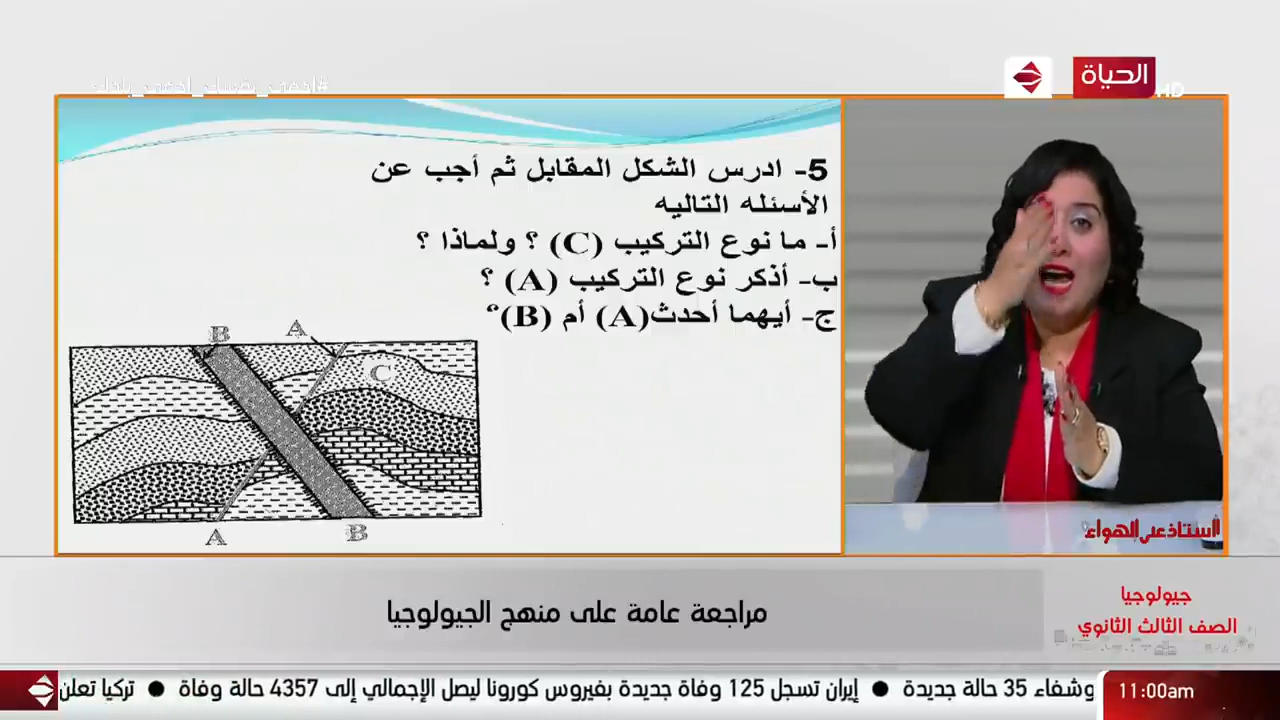 الحياة
HD
5- ادرس الشكل المقابل ثم أجب عن
الأسئله التاليه
أ- ما نوع التركيب (C) ؟ ولماذا ؟
ب- أذكر نوع التركيب (A) ؟
ج- أيهما أحدث(A) أم (B)؟
B
A
C
A
B
أستاذ على الهواء
مراجعة عامة على منهج الجيولوجيا
جيولوجيا
الصف الثالث الثانوي
وشفاء 35 حالة جديدة ● إيران تسجل 125 وفاة جديدة بفيروس كورونا ليصل الإجمالي إلى 4357 حالة وفاة ● تركيا تعلن
11:00am